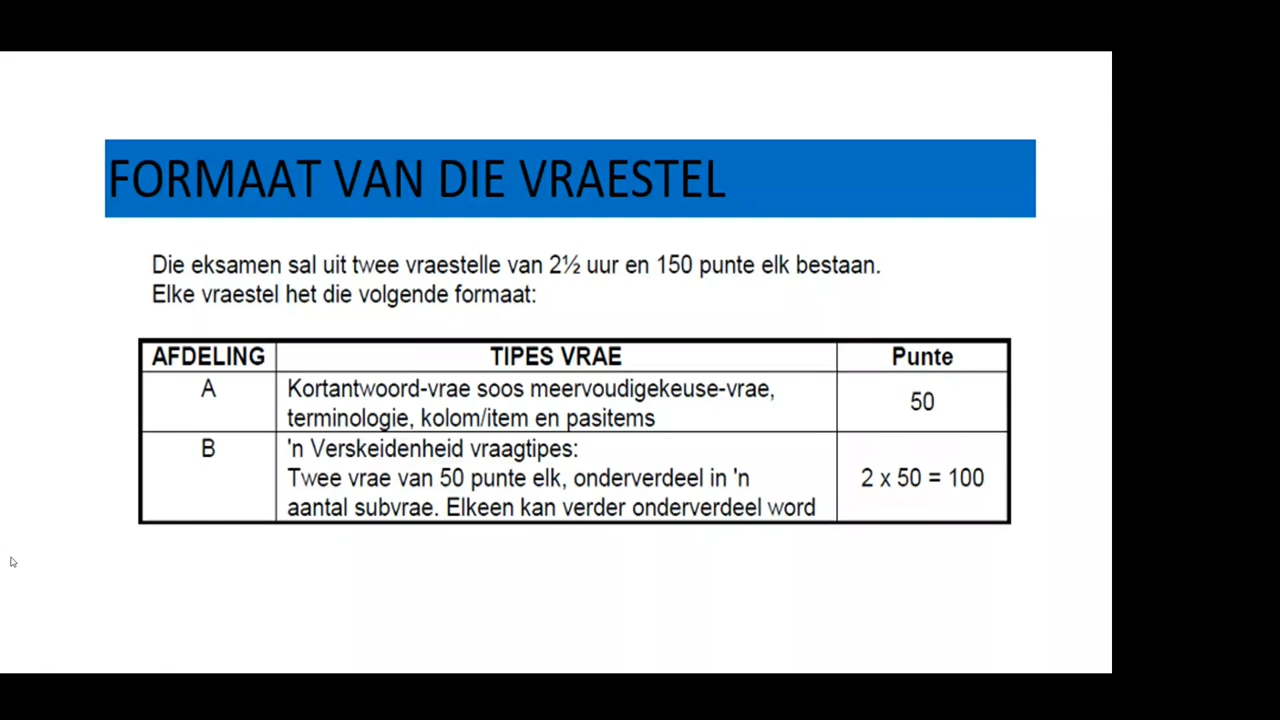 FORMAAT VAN DIE VRAESTEL
Die eksamen sal uit twee vraestelle van 2½ uur en 150 punte elk bestaan.
Elke vraestel het die volgende formaat:
AFDELING TIPES VRAE Punte
A Kortantwoord-vrae soos meervoudigekeuse-vrae,
terminologie, kolom/item en pasitems 50
B 'n Verskeidenheid vraagtipes:
Twee vrae van 50 punte elk, onderverdeel in 'n 2 x 50 = 100
aantal subvrae. Elkeen kan verder onderverdeel word